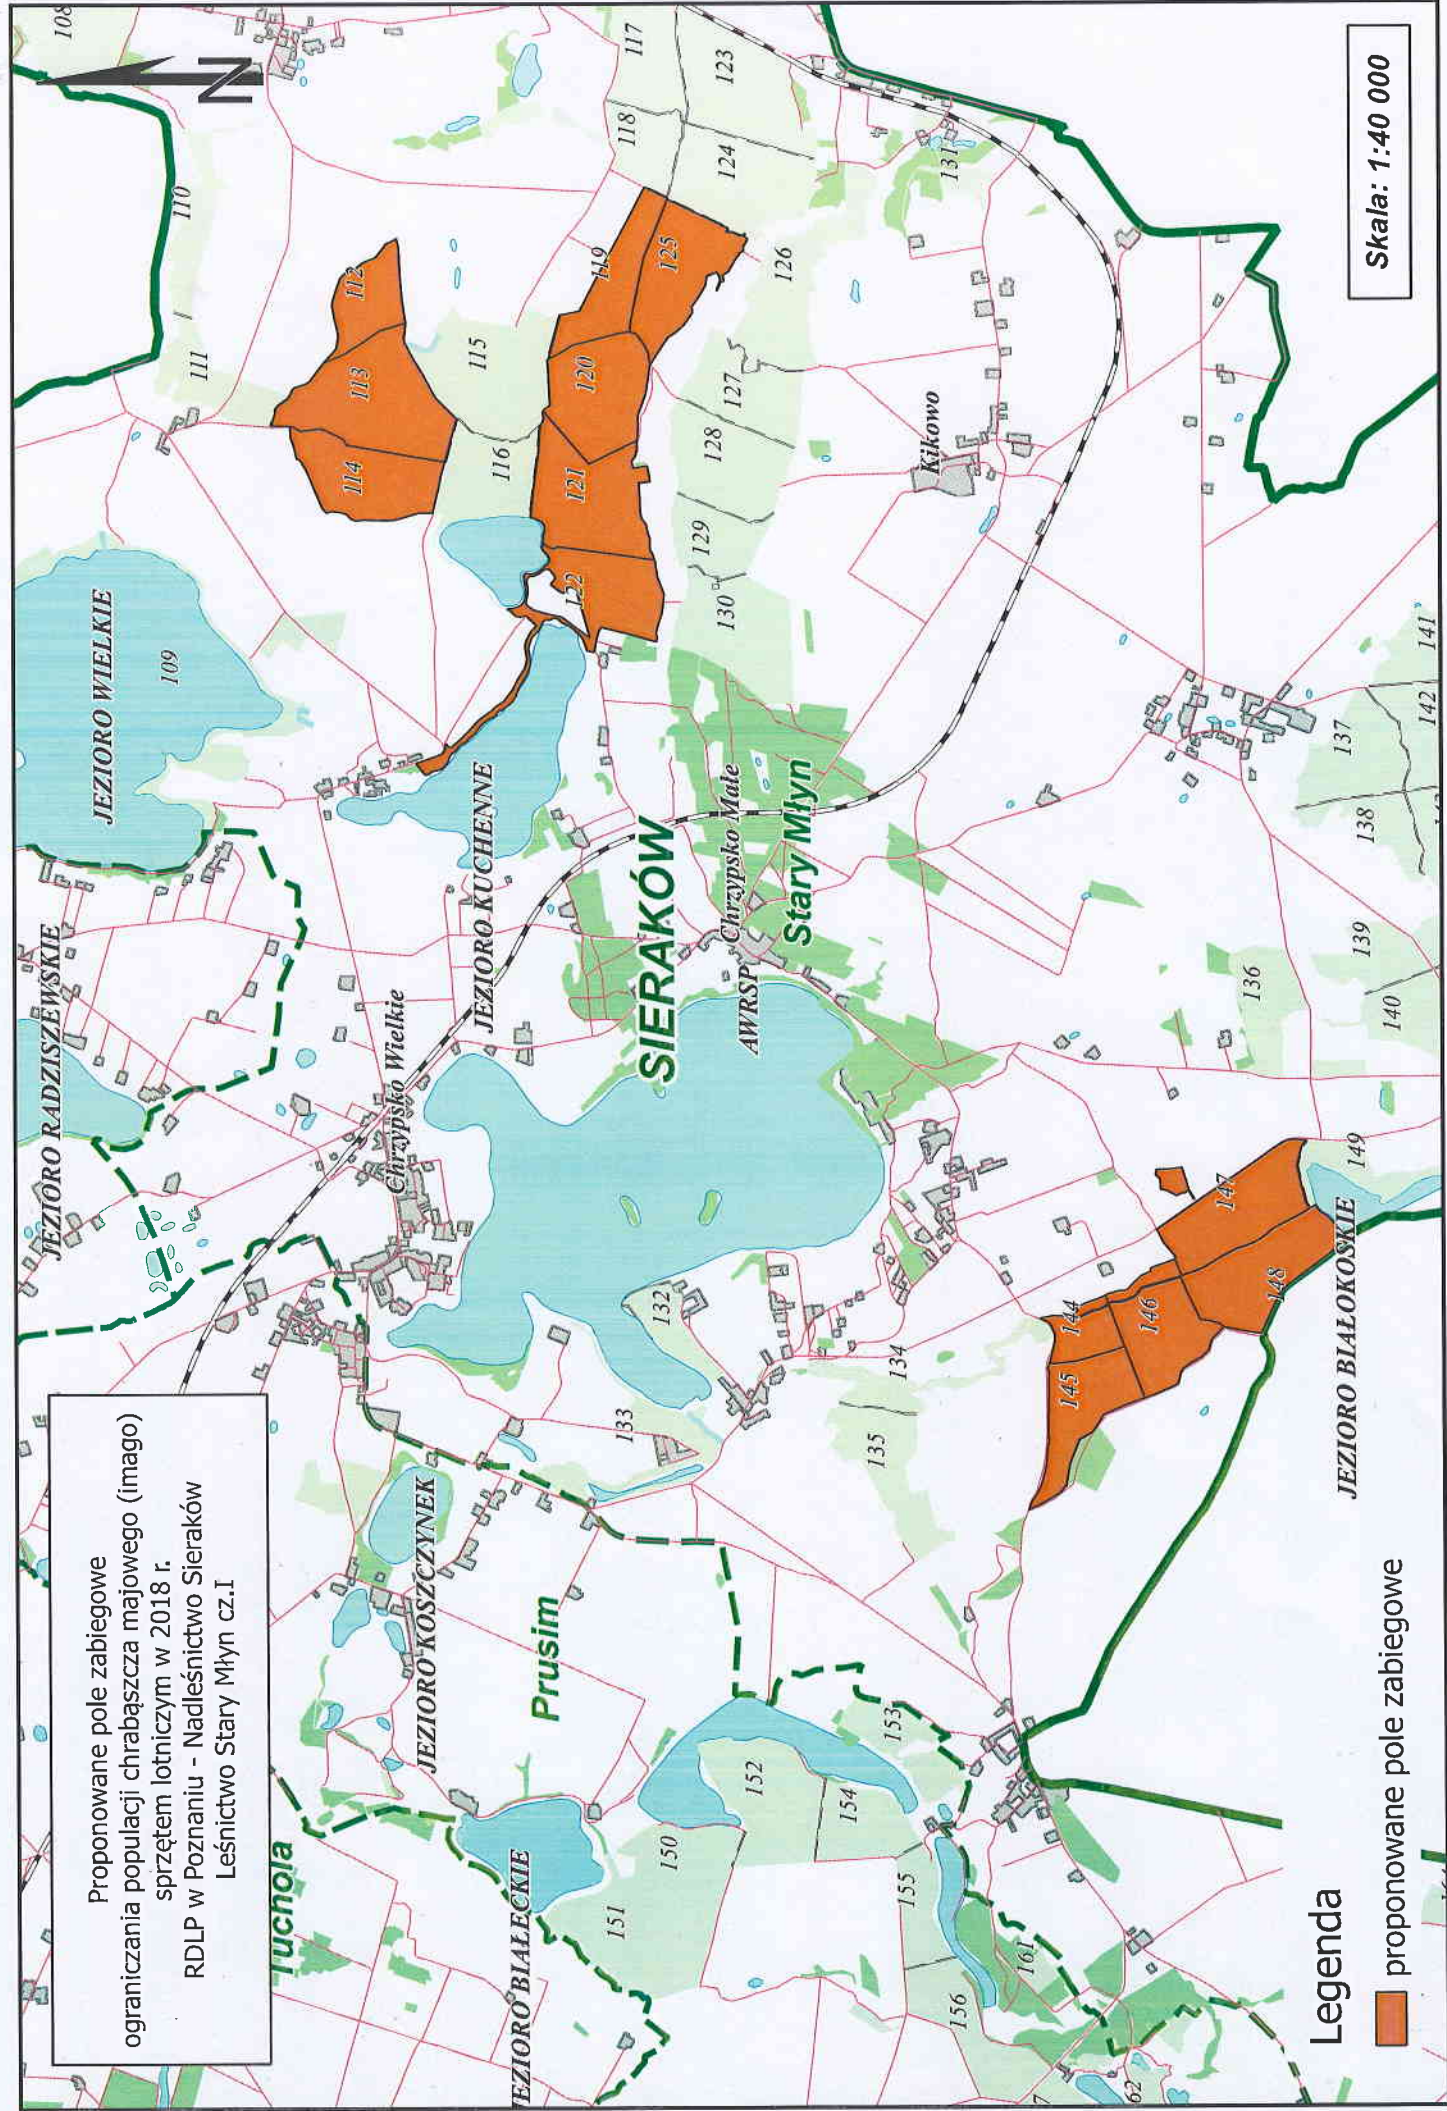 Proponowane pole zabiegowe
ograniczania populacji chrabąszcza majowego (imago)
sprzętem lotniczym w 2018 r.
RDLP w Poznaniu - Nadleśnictwo Sieraków
Leśnictwo Stary Młyn cz.I
N
JEZIORO RADZISZEWSKIE
JEZIORO WIELKIE
109
108
110
111
112
113
114
115
116
117
118
119
120
121
122
123
124
125
126
127
128
129
130
131
Tuchola
JEZIORO KOSZCZYNEK
Chrzypsko Wielkie
JEZIORO KUCHENNE
JEZIORO BIAŁECKIE
Prusim
SIERAKÓW
Chrzypsko Małe
AWRSP
Stary Młyn
Kikowo
132
133
134
135
136
137
138
139
140
141
142
144
145
146
147
148
149
150
151
152
153
154
155
156
161
62
7
JEZIORO BIAŁOKOSKIE
Legenda
proponowane pole zabiegowe
Skala: 1:40 000